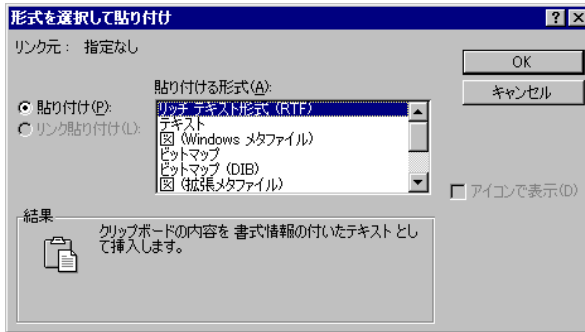 形式を選択して貼り付け
リンク元： 指定なし
OK
キャンセル
貼り付ける形式(A):
貼り付け(P):
リンク貼り付け(L):
リッチ テキスト形式 (RTF)
テキスト
図 (Windows メタファイル)
ビットマップ
ビットマップ (DIB)
図 (拡張メタファイル)
アイコンで表示(D)
結果
クリップボードの内容を 書式情報の付いたテキスト とし
て挿入します。